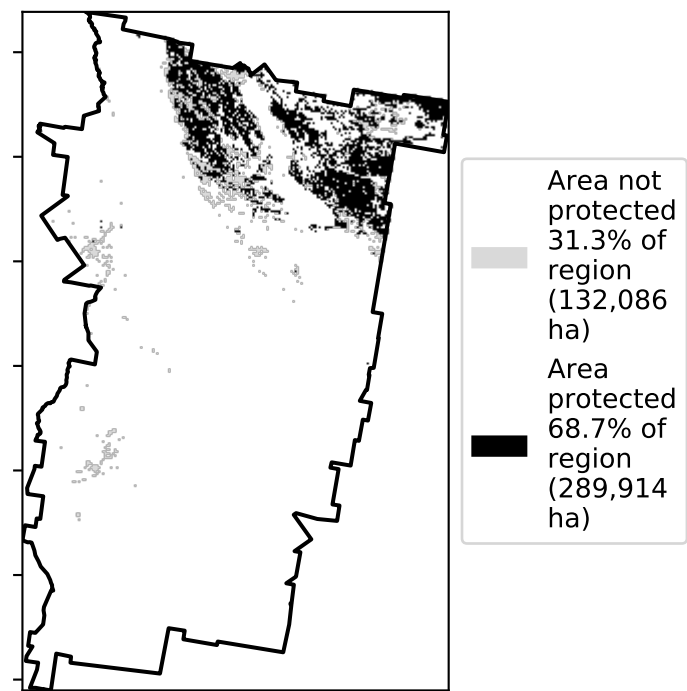 Area not
protected
31.3% of
region
(132,086
ha)
Area
protected
68.7% of
region
(289,914
ha)